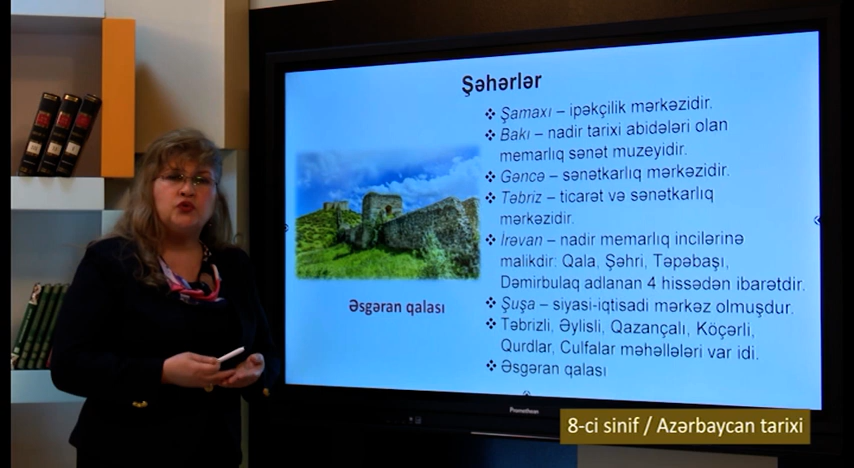 Şəhərlər
❖ Şamaxı – ipəkçilik mərkəzidir.
❖ Bakı – nadir tarixi abidələri olan
memarlıq sənət muzeyidir.
❖ Gəncə – sənətkarlıq mərkəzidir.
❖ Təbriz – ticarət və sənətkarlıq
mərkəzidir.
❖ İrəvan – nadir memarlıq incilərinə
malikdir: Qala, Şəhri, Təpəbaşı,
Dəmirbulaq adlanan 4 hissədən ibarətdir.
❖ Şuşa – siyasi-iqtisadi mərkəz olmuşdur.
❖ Təbrizli, Əylisli, Qazançalı, Köçərli,
Qurdlar, Culfalar məhəllələri var idi.
❖ Əsgəran qalası
Əsgəran qalası
Promethean
8-ci sinif / Azərbaycan tarixi